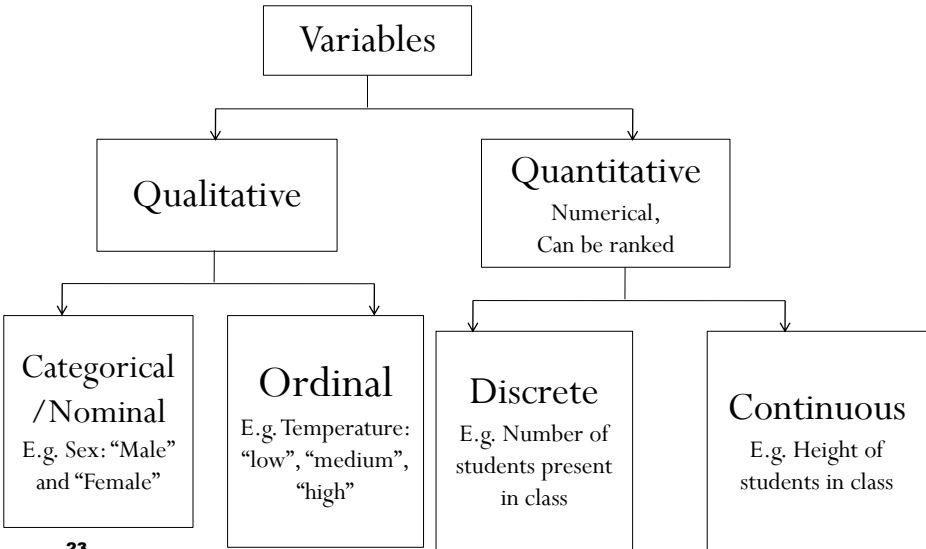 Variables
Qualitative
Quantitative
Numerical,
Can be ranked
Categorical
/Nominal
E.g. Sex: “Male”
and “Female”
Ordinal
E.g. Temperature:
“low”, “medium”,
“high”
Discrete
E.g. Number of
students present
in class
Continuous
E.g. Height of
students in class
23